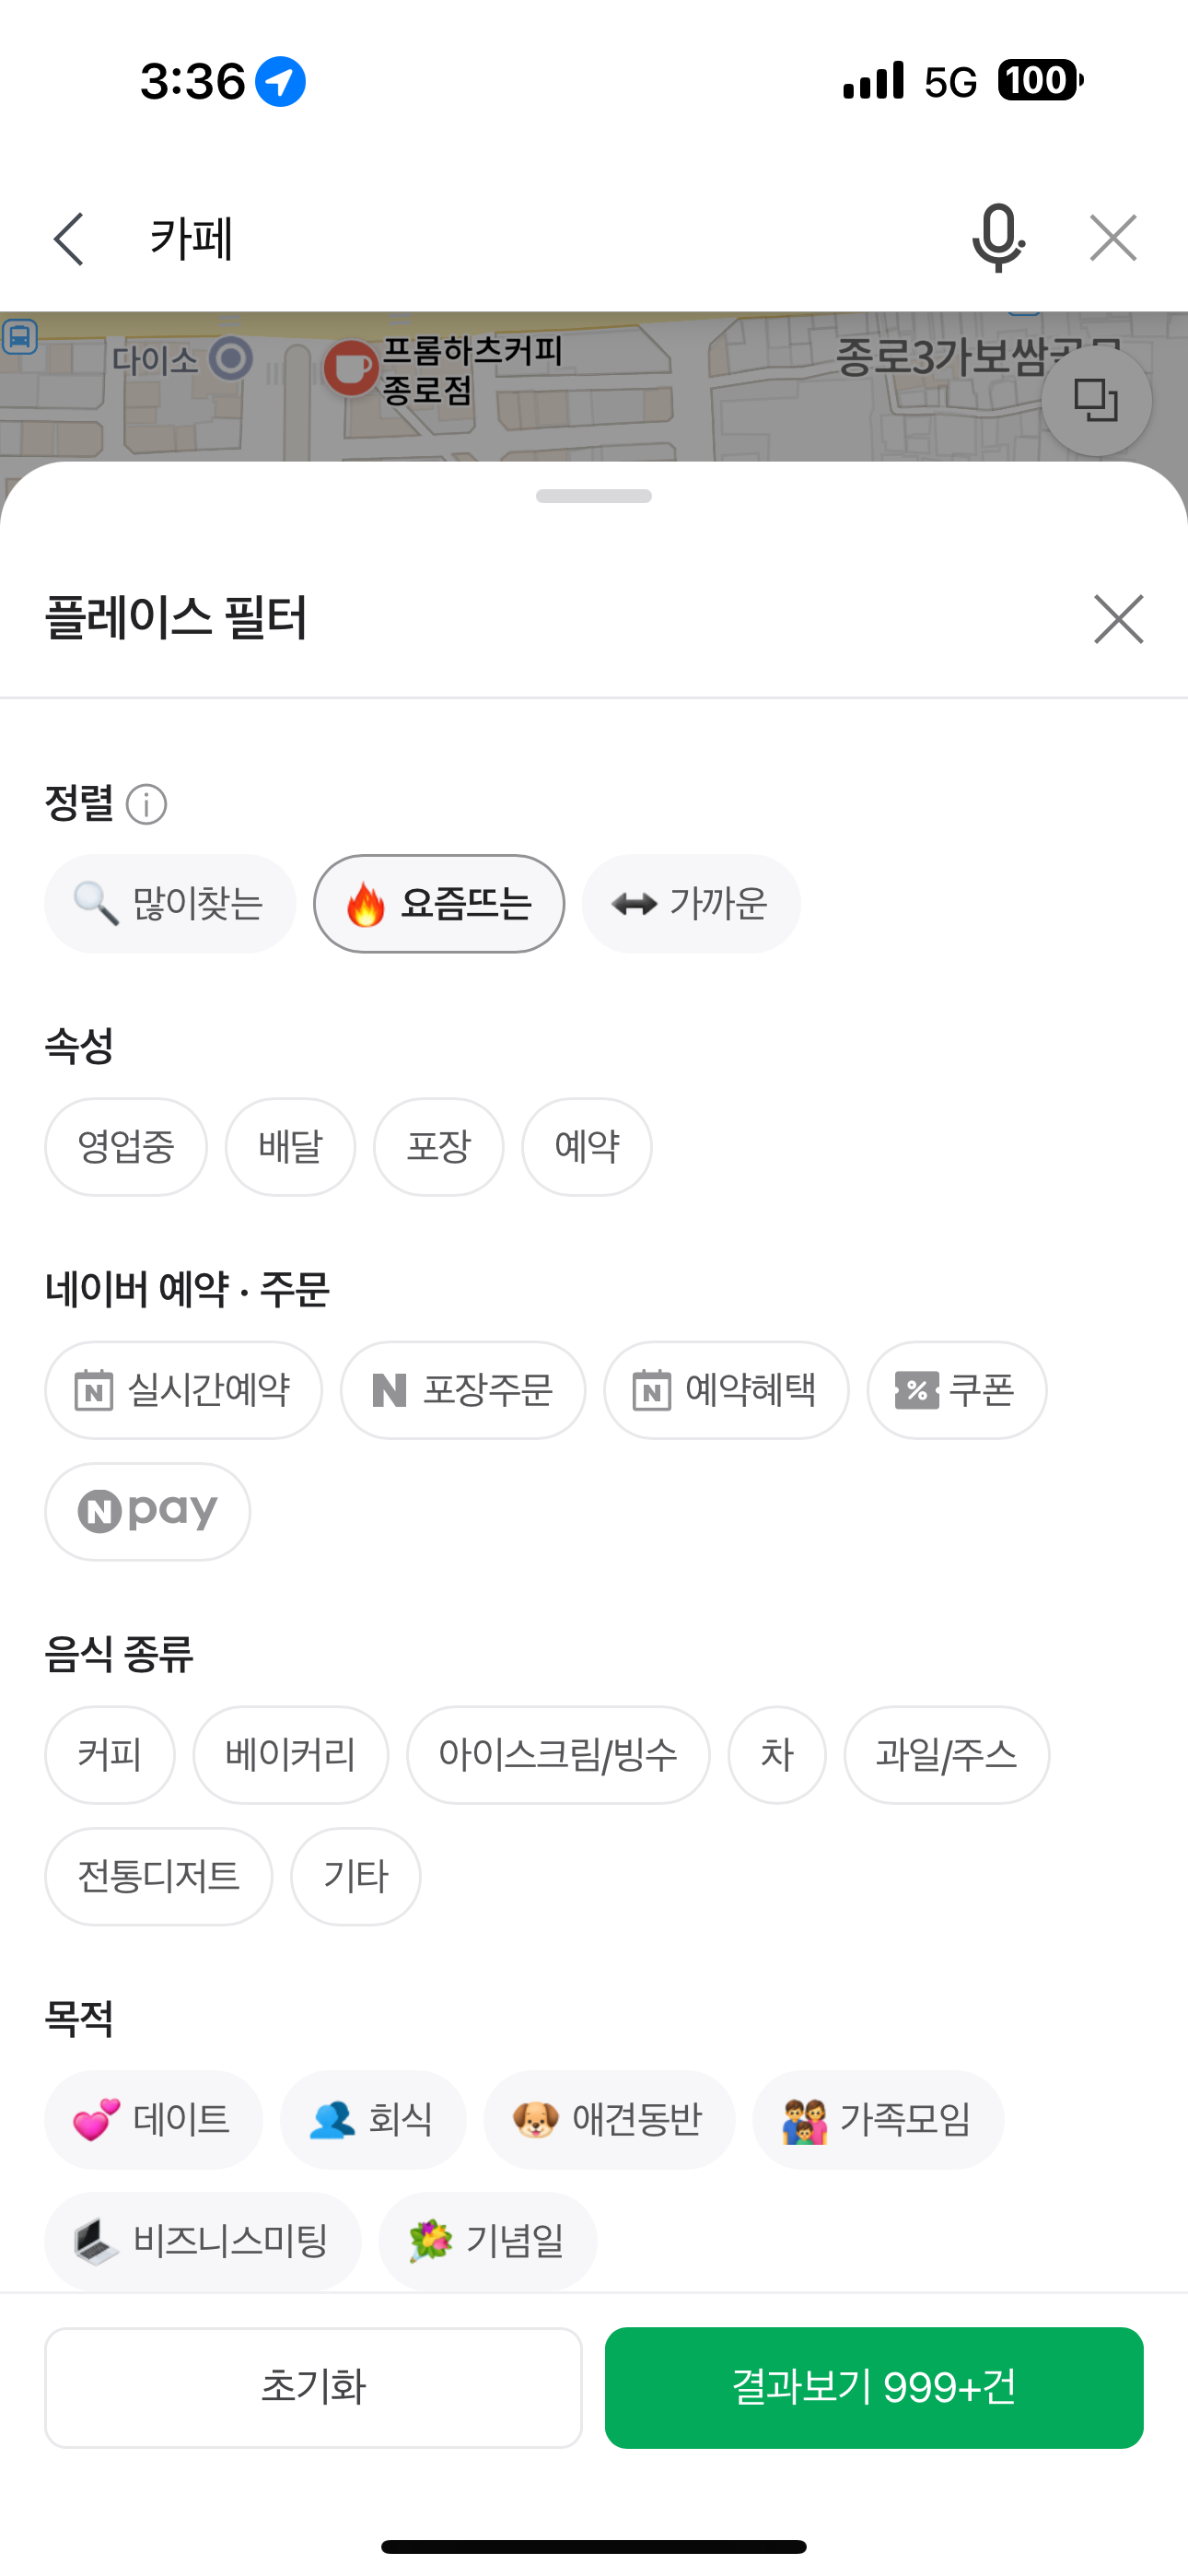 3:36 5G 100
카페
다이소
프롬하츠커피
종로점
플레이스 필터
정렬
많이찾는 요즘뜨는 가까운
속성
영업중 배달 포장 예약
네이버 예약 · 주문
N 실시간예약 N 포장주문 N 예약혜택 % 쿠폰
N pay
음식 종류
커피 베이커리 아이스크림/빙수 차 과일/주스
전통디저트 기타
목적
데이트 회식 애견동반 가족모임
비즈니스미팅 기념일
초기화 결과보기 999+건